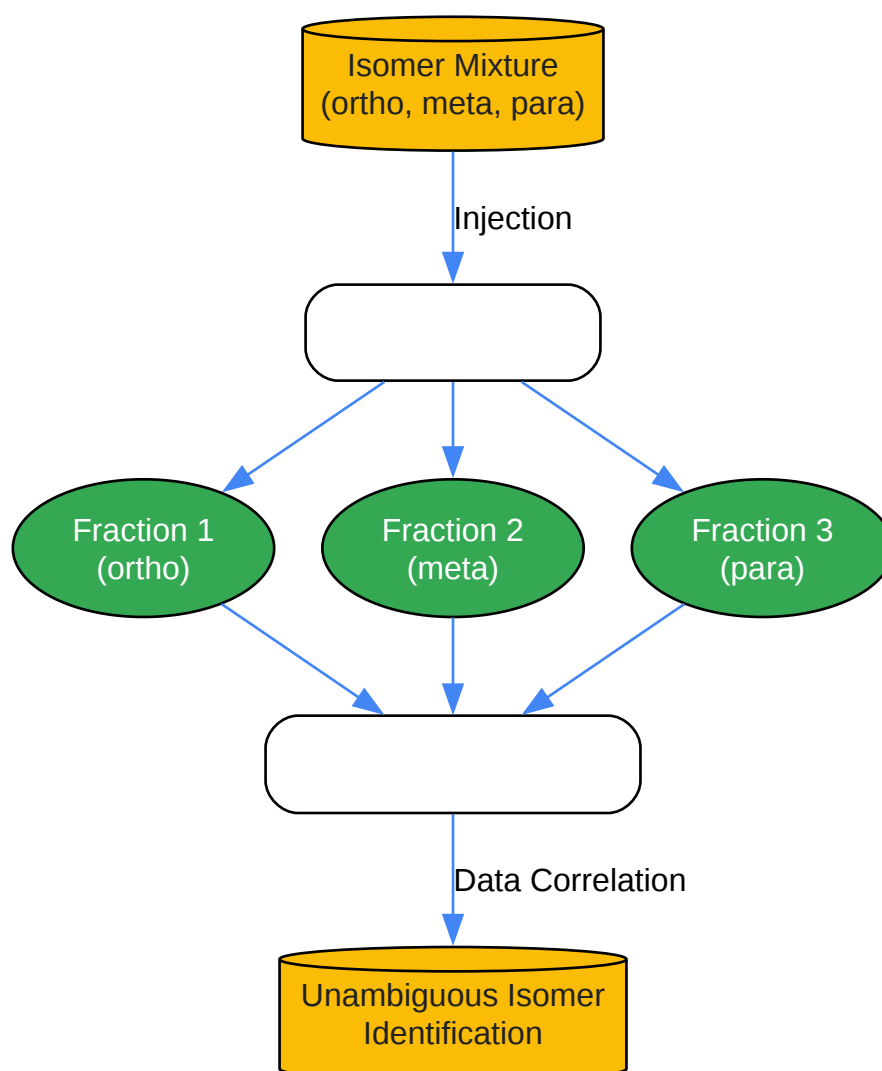 Isomer Mixture
(ortho, meta, para)
Injection
Fraction 1
(ortho)
Fraction 2
(meta)
Fraction 3
(para)
Data Correlation
Unambiguous Isomer
Identification